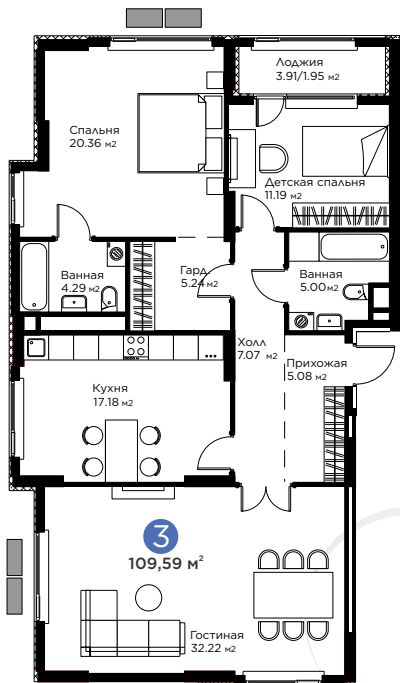 Лоджия
3.91/1.95 м2
Спальня
20.36 м2
Детская спальня
11.19 м2
Ванная
4.29 м2
Гард.
5.24 м2
Ванная
5.00 м2
Холл
7.07 м2
Прихожая
5.08 м2
Кухня
17.18 м2
3
109,59 м²
Гостиная
32.22 м2